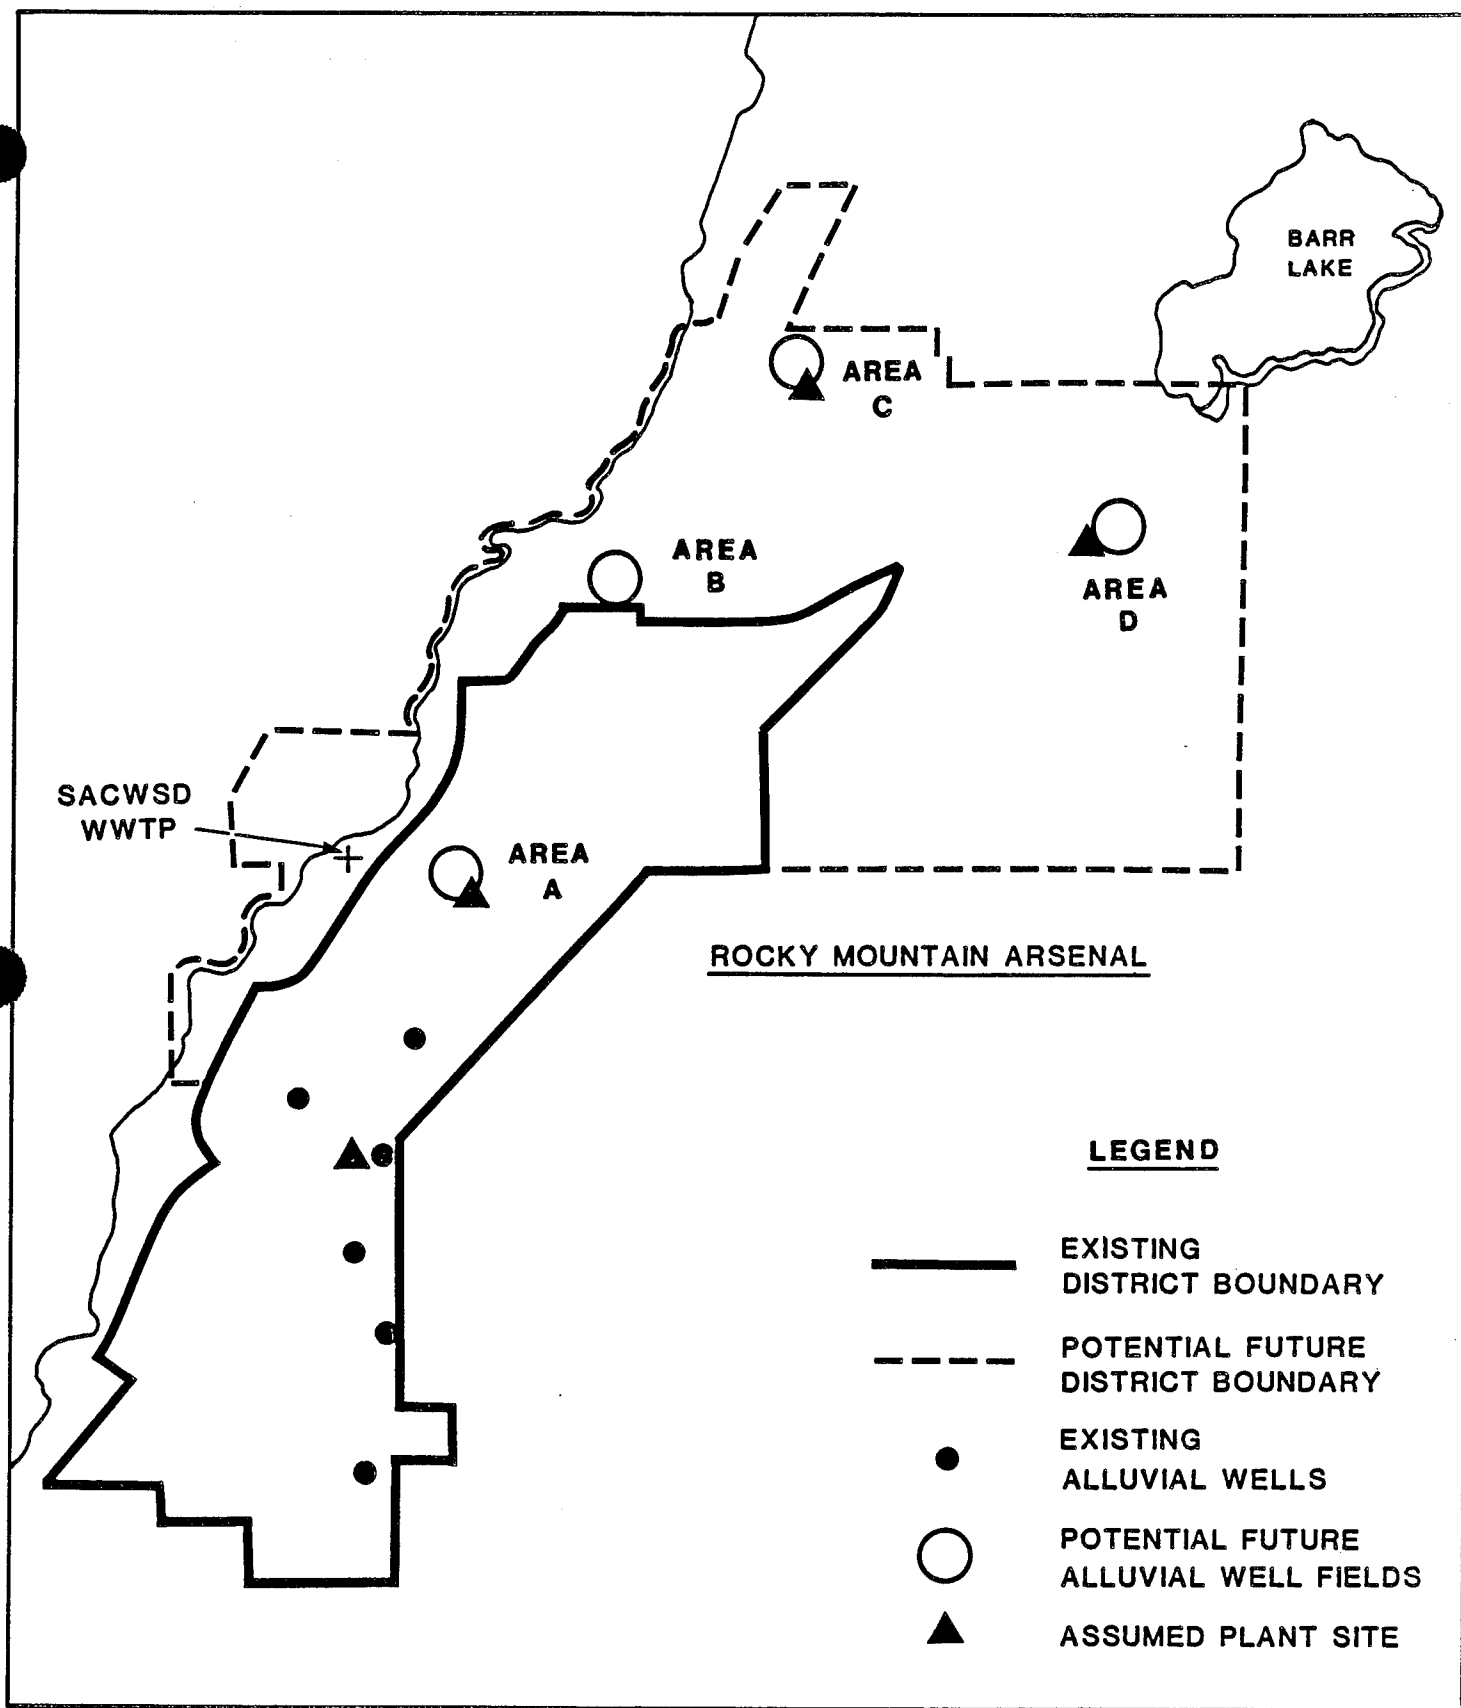 BARR
LAKE
AREA
C
AREA
B
AREA
D
SACWSD
WWTP
AREA
A
ROCKY MOUNTAIN ARSENAL
LEGEND
EXISTING
DISTRICT BOUNDARY
POTENTIAL FUTURE
DISTRICT BOUNDARY
EXISTING
ALLUVIAL WELLS
POTENTIAL FUTURE
ALLUVIAL WELL FIELDS
ASSUMED PLANT SITE